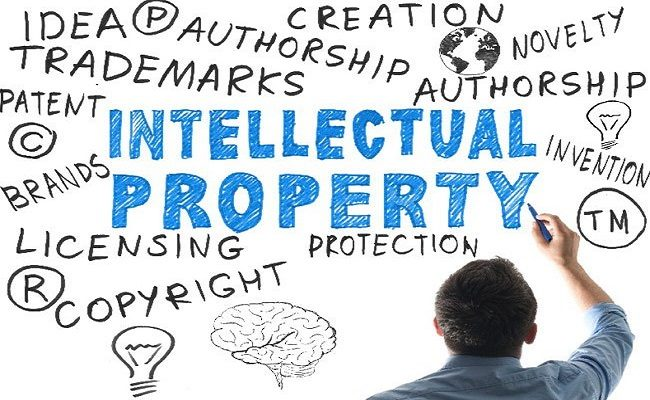 CREATION
IDEA
Ⓟ
AUTHORSHIP
NOVELTY
TRADEMARKS
AUTHORSHIP
PATENT
INTELLECTUAL
©
INVENTION
BRANDS
PROPERTY
TM
LICENSING
PROTECTION
®
COPYRIGHT